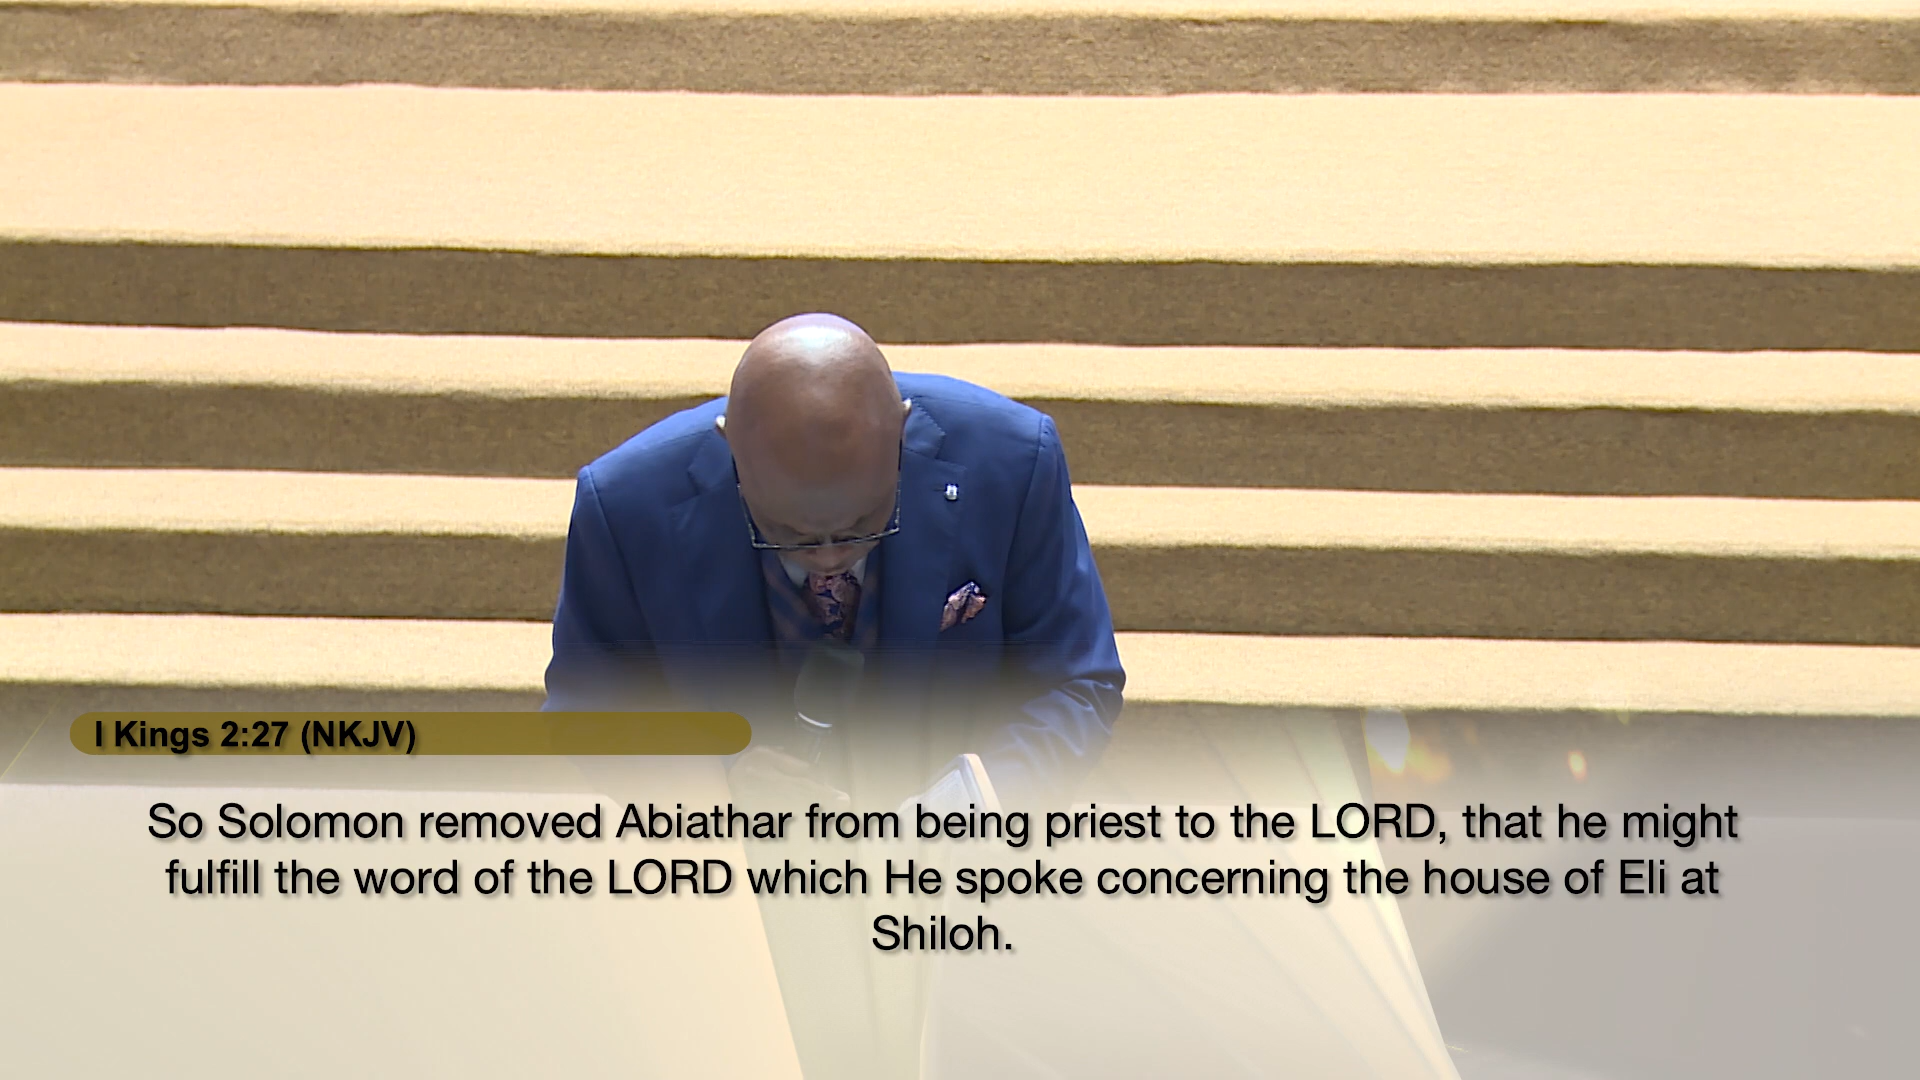 I Kings 2:27 (NKJV)
So Solomon removed Abiathar from being priest to the LORD, that he might
fulfill the word of the LORD which He spoke concerning the house of Eli at
Shiloh.